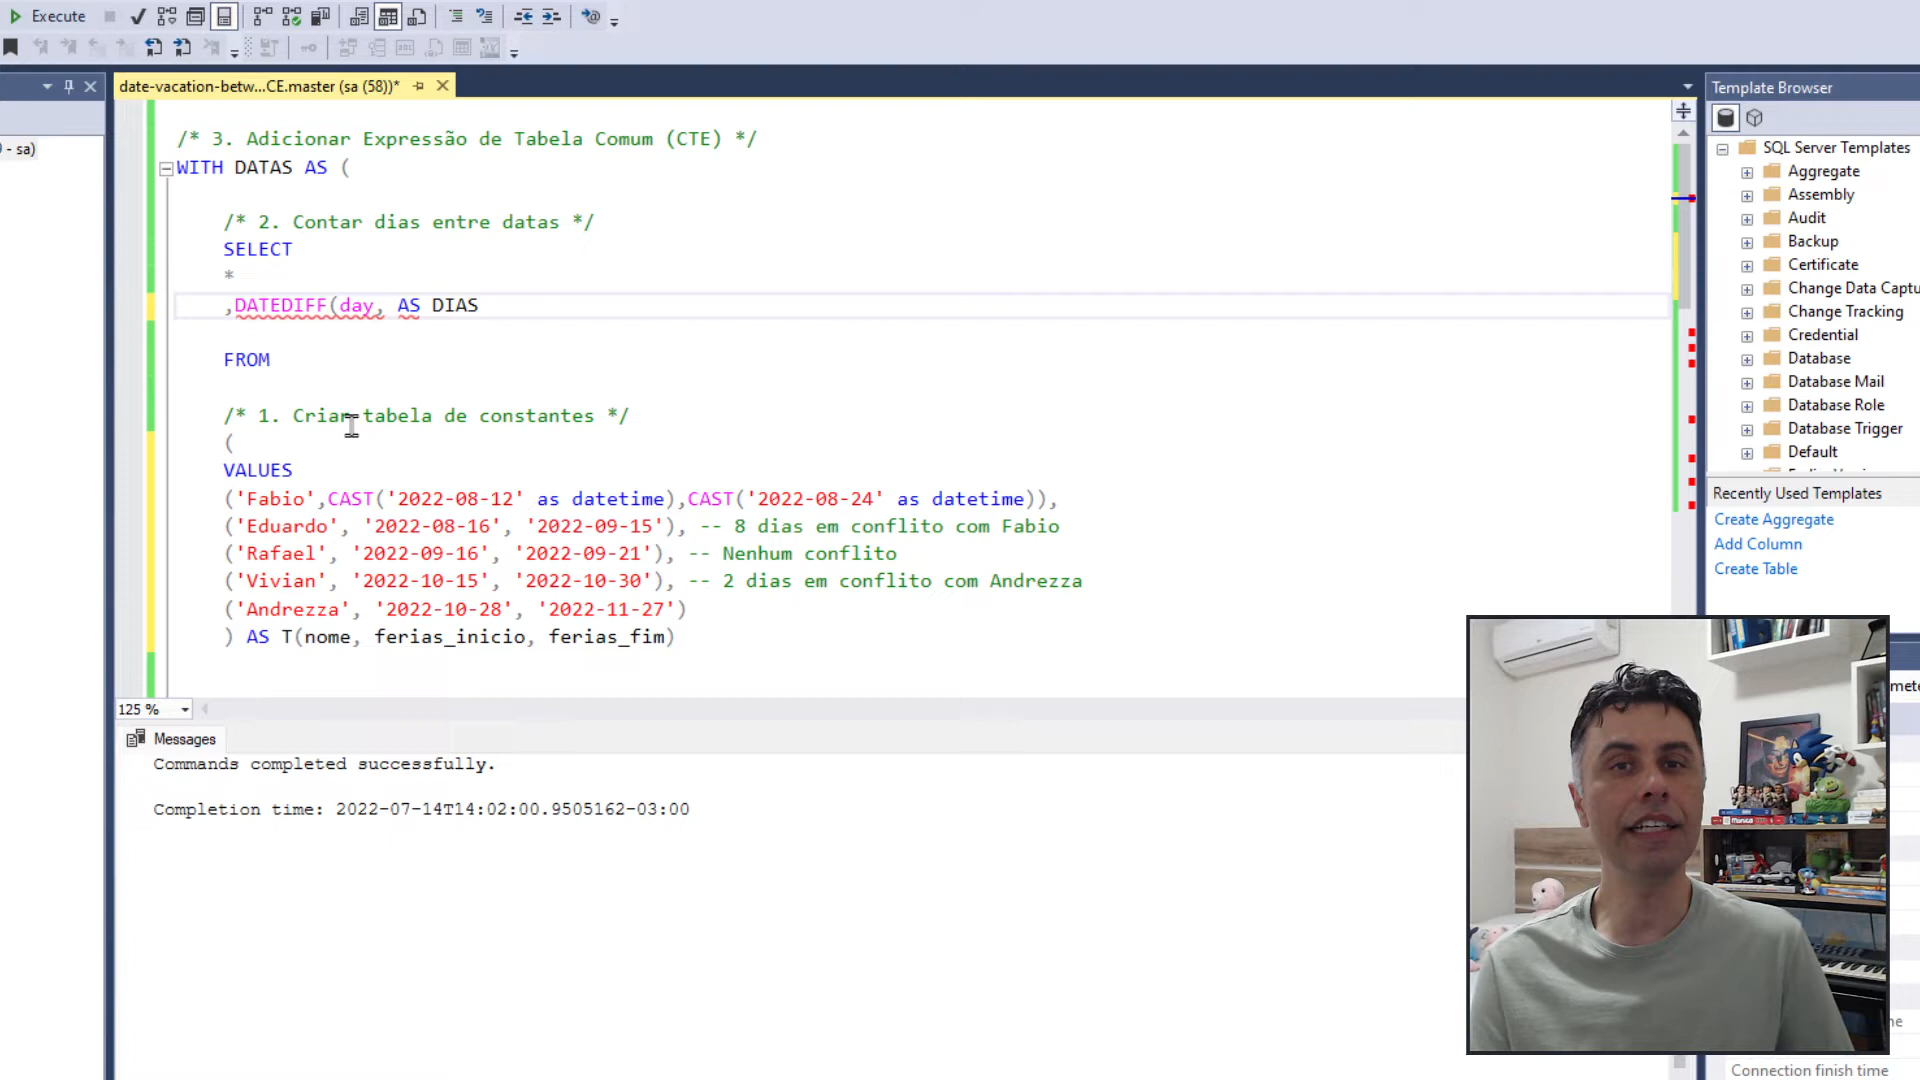 Execute
date-vacation-betw...CE.master (sa (58))*
- sa)
/* 3. Adicionar Expressão de Tabela Comum (CTE) */
WITH DATAS AS (
/* 2. Contar dias entre datas */
SELECT
*
,DATEDIFF(day, AS DIAS
FROM
/* 1. Criar tabela de constantes */
(
VALUES
('Fabio',CAST('2022-08-12' as datetime),CAST('2022-08-24' as datetime)),
('Eduardo', '2022-08-16', '2022-09-15'), -- 8 dias em conflito com Fabio
('Rafael', '2022-09-16', '2022-09-21'), -- Nenhum conflito
('Vivian', '2022-10-15', '2022-10-30'), -- 2 dias em conflito com Andrezza
('Andrezza', '2022-10-28', '2022-11-27')
) AS T(nome, ferias_inicio, ferias_fim)
125 %
Messages
Commands completed successfully.
Completion time: 2022-07-14T14:02:00.9505162-03:00
Template Browser
SQL Server Templates
Aggregate
Assembly
Audit
Backup
Certificate
Change Data Captu
Change Tracking
Credential
Database
Database Mail
Database Role
Database Trigger
Default
Recently Used Templates
Create Aggregate
Add Column
Create Table
Connection finish time